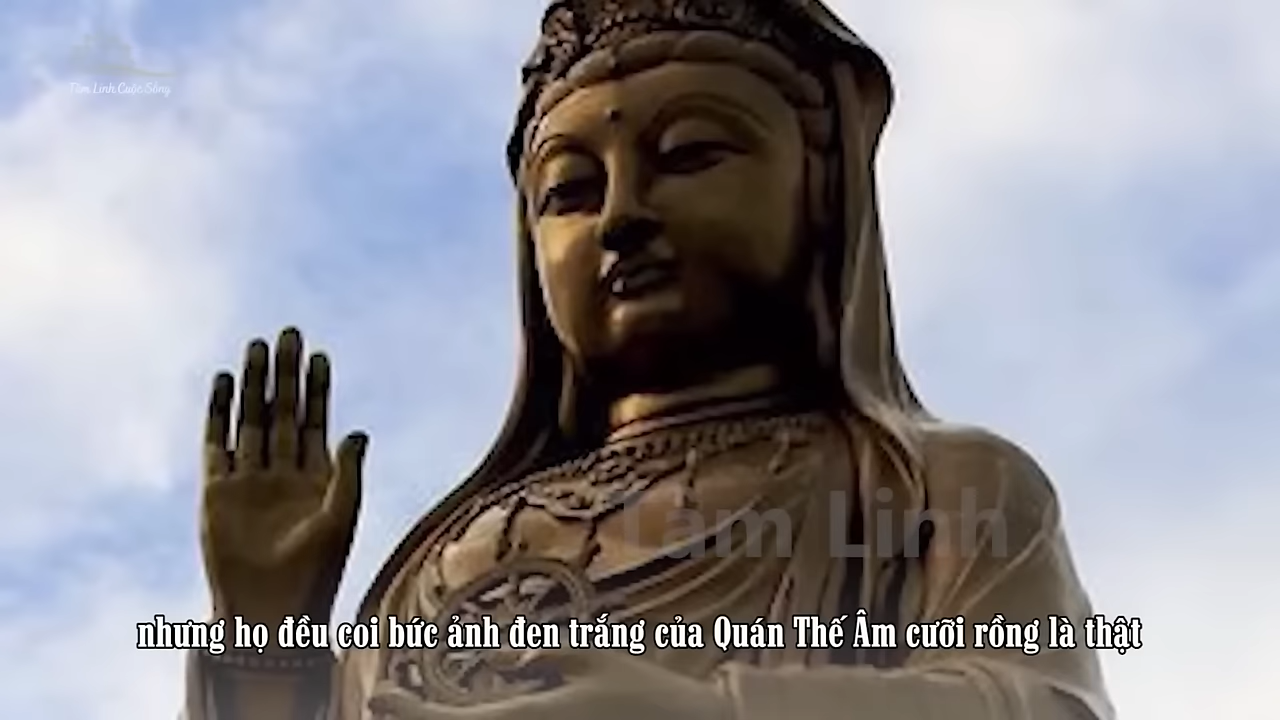 Tâm Linh Cuộc Sống
Tâm Linh
nhưng họ đều coi bức ảnh đen trắng của Quán Thế Âm cưỡi rồng là thật